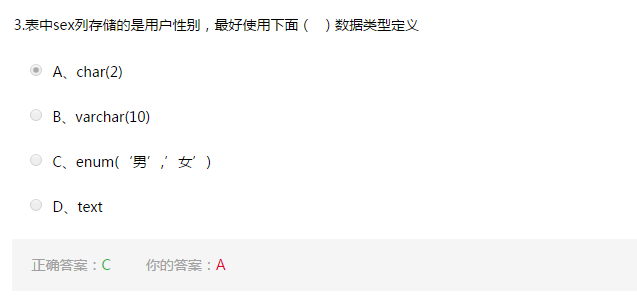 3.表中sex列存储的是用户性别，最好使用下面（　）数据类型定义
A、char(2)
B、varchar(10)
C、enum(‘男’,’女’)
D、text
正确答案：C 你的答案：A